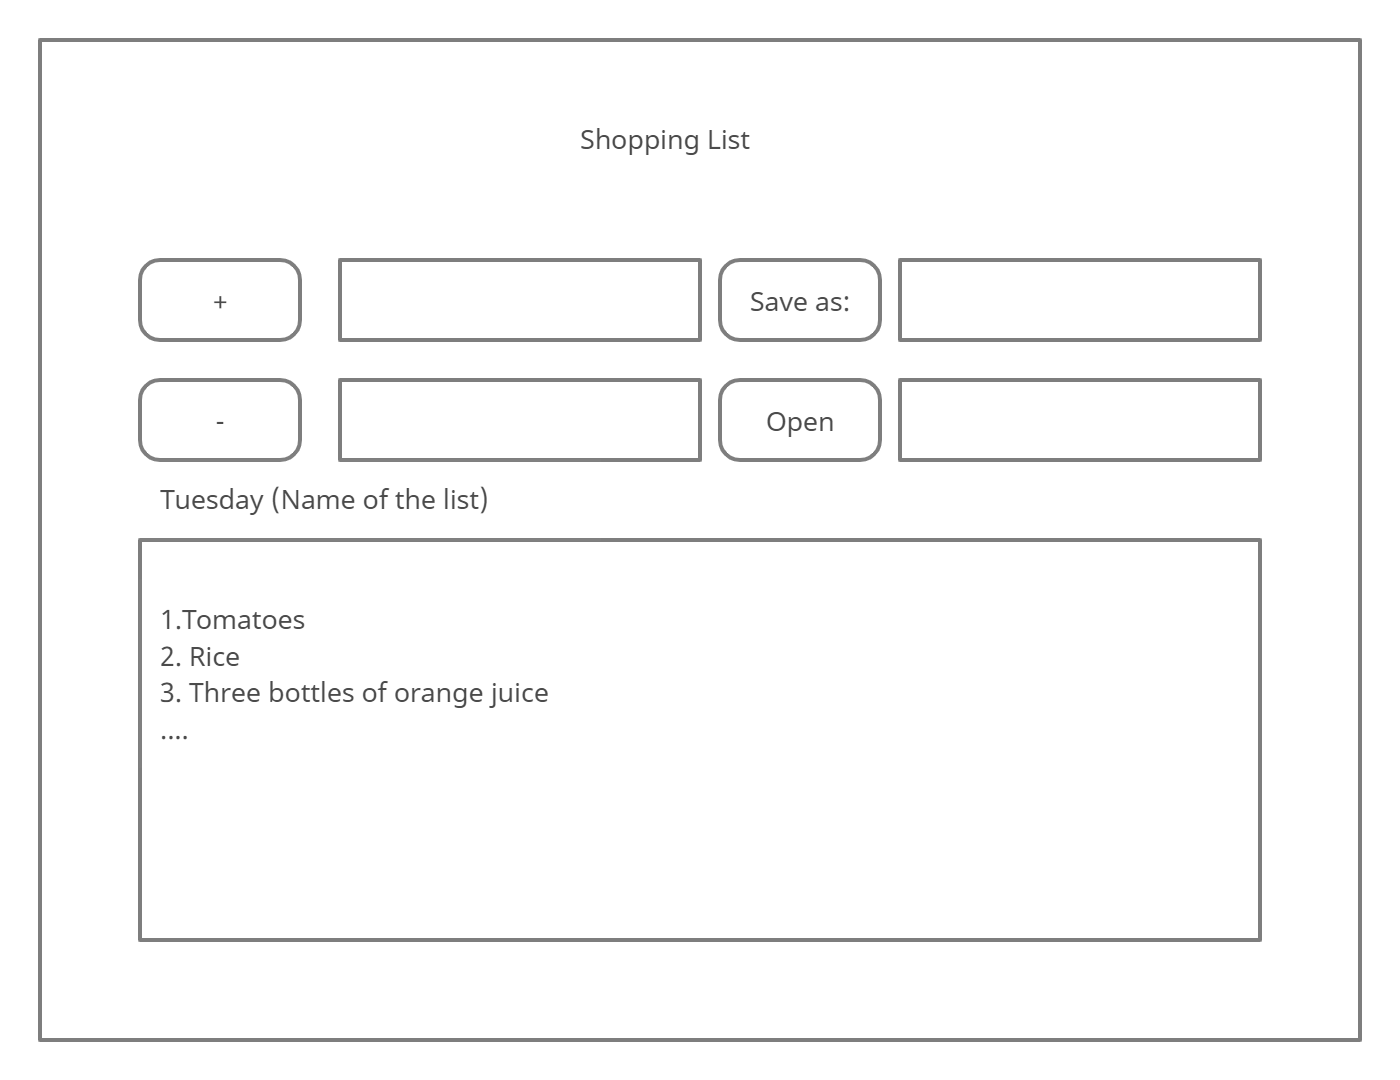 Shopping List
+
Save as:
-
Open
Tuesday (Name of the list)
1.Tomatoes
2. Rice
3. Three bottles of orange juice
....